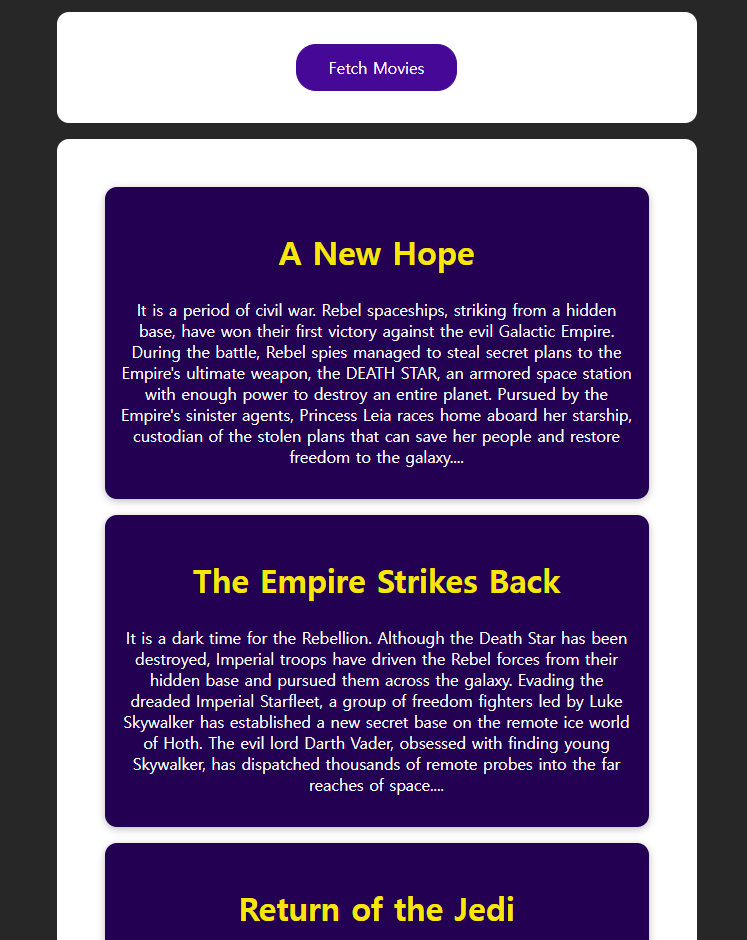 Fetch Movies
A New Hope
It is a period of civil war. Rebel spaceships, striking from a hidden
base, have won their first victory against the evil Galactic Empire.
During the battle, Rebel spies managed to steal secret plans to the
Empire's ultimate weapon, the DEATH STAR, an armored space station
with enough power to destroy an entire planet. Pursued by the
Empire's sinister agents, Princess Leia races home aboard her starship,
custodian of the stolen plans that can save her people and restore
freedom to the galaxy....
The Empire Strikes Back
It is a dark time for the Rebellion. Although the Death Star has been
destroyed, Imperial troops have driven the Rebel forces from their
hidden base and pursued them across the galaxy. Evading the
dreaded Imperial Starfleet, a group of freedom fighters led by Luke
Skywalker has established a new secret base on the remote ice world
of Hoth. The evil lord Darth Vader, obsessed with finding young
Skywalker, has dispatched thousands of remote probes into the far
reaches of space....
Return of the Jedi